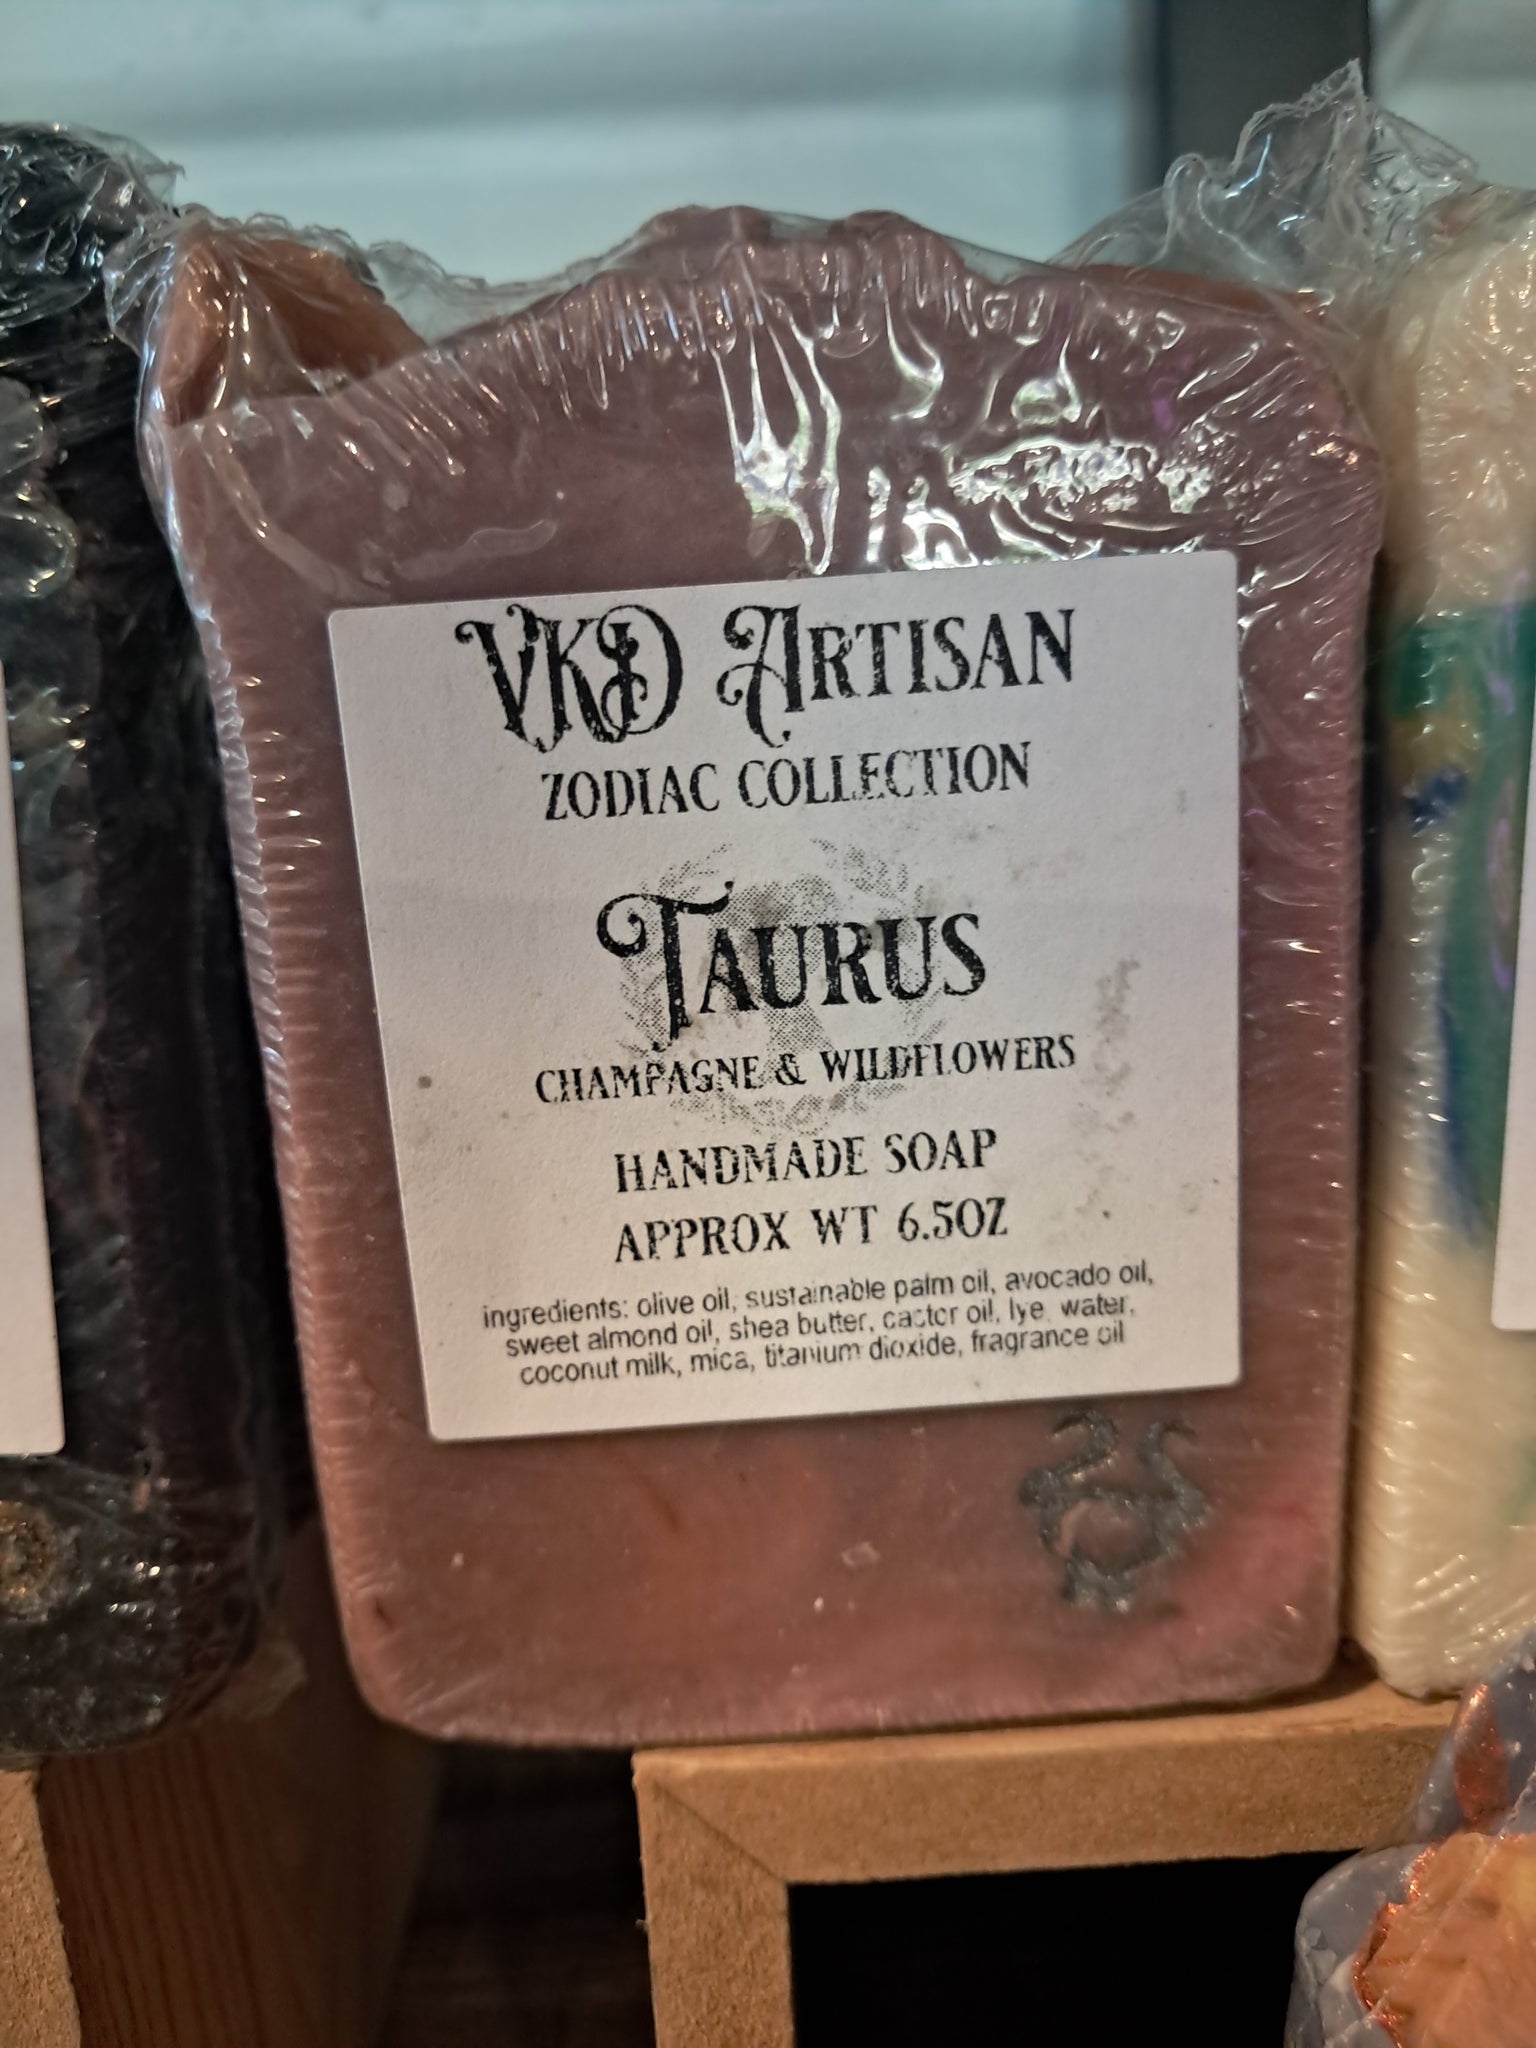 VKD ARTISAN
ZODIAC COLLECTION
TAURUS
CHAMPAGNE & WILDFLOWERS
HANDMADE SOAP
APPROX WT 6.5OZ
ingredients: olive oil, sustainable palm oil, avocado oil,
sweet almond oil, shea butter, castor oil, lye, water,
coconut milk, mica, titanium dioxide, fragrance oil